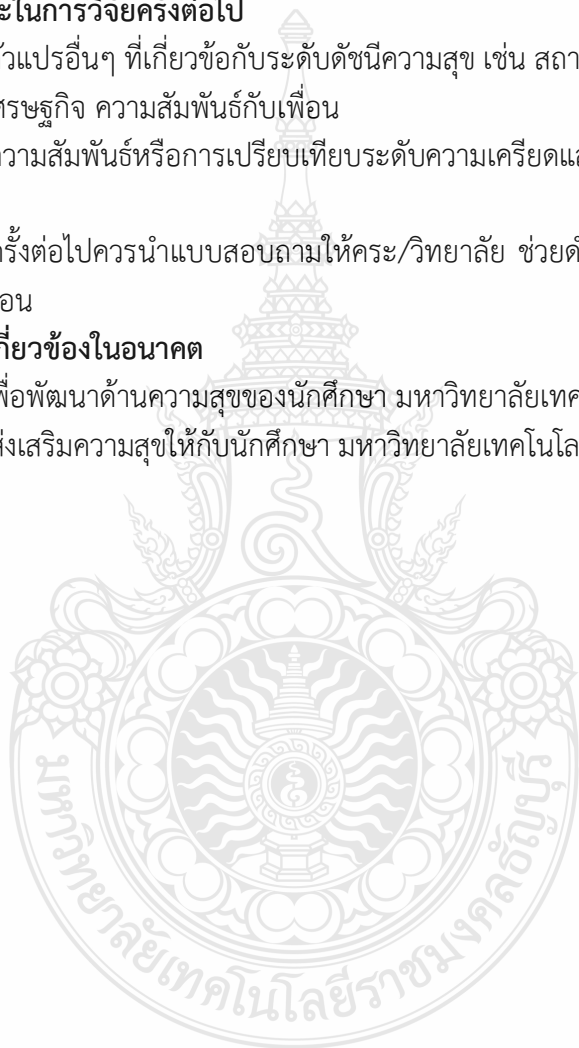 ะในการวิจัยครั้งต่อไป
ตัวแปรอื่นๆ ที่เกี่ยวข้อกับระดับดัชนีความสุข เช่น สถา
ศรษฐกิจ ความสัมพันธ์กับเพื่อน
ความสัมพันธ์หรือการเปรียบเทียบระดับความเครียดแล
รั้งต่อไปควรนำแบบสอบถามให้คระ/วิทยาลัย ช่วยดำ
อน
กี่ยวข้องในอนาคต
พื่อพัฒนาด้านความสุขของนักศึกษา มหาวิทยาลัยเทค
ส่งเสริมความสุขให้กับนักศึกษา มหาวิทยาลัยเทคโนโล
มหาวิทยาลัยเทคโนโลยีราชมงคลธัญบุรี